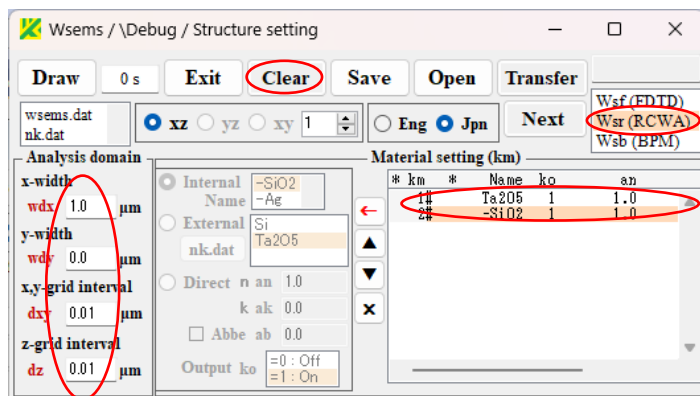 Wsems / \Debug / Structure setting
Draw 0 s Exit Clear Save Open Transfer
wsems.dat
nk.dat
xz yz xy 1 Eng Jpn Next
Wsf (FDTD)
Wsr (RCWA)
Wsb (BPM)
Analysis domain
x-width
wdx 1.0 μm
y-width
wdy 0.0 μm
x,y-grid interval
dxy 0.01 μm
z-grid interval
dz 0.01 μm
Internal Name
-SiO2
-Ag
External
nk.dat
Si
Ta2O5
Direct n an 1.0
k ak 0.0
Abbe ab 0.0
Output ko
=0 : Off
=1 : On
Material setting (km)
* km * Name ko an
1# Ta2O5 1 1.0
2# -SiO2 1 1.0